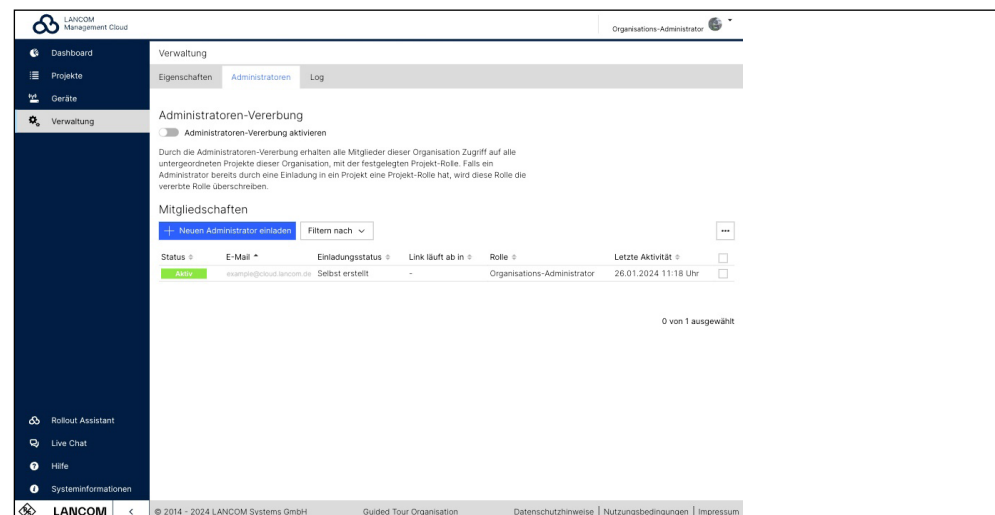 LANCOM
Management Cloud
Organisations-Administrator
Dashboard
Projekte
Geräte
Verwaltung
Verwaltung
Eigenschaften Administratoren Log
Administratoren-Vererbung
Administratoren-Vererbung aktivieren
Durch die Administratoren-Vererbung erhalten alle Mitglieder dieser Organisation Zugriff auf alle
untergeordneten Projekte dieser Organisation, mit der festgelegten Projekt-Rolle. Falls ein
Administrator bereits durch eine Einladung in ein Projekt eine Projekt-Rolle hat, wird diese Rolle die
vererbte Rolle überschreiben.
Mitgliedschaften
Neuen Administrator einladen Filtern nach
Status E-Mail Einladungsstatus Link läuft ab in Rolle Letzte Aktivität
Aktiv example@cloud.lancom.de Selbst erstellt - Organisations-Administrator 26.01.2024 11:18 Uhr
0 von 1 ausgewählt
Rollout Assistant
Live Chat
Hilfe
Systeminformationen
LANCOM
© 2014 - 2024 LANCOM Systems GmbH Guided Tour Organisation Datenschutzhinweise | Nutzungsbedingungen | Impressum